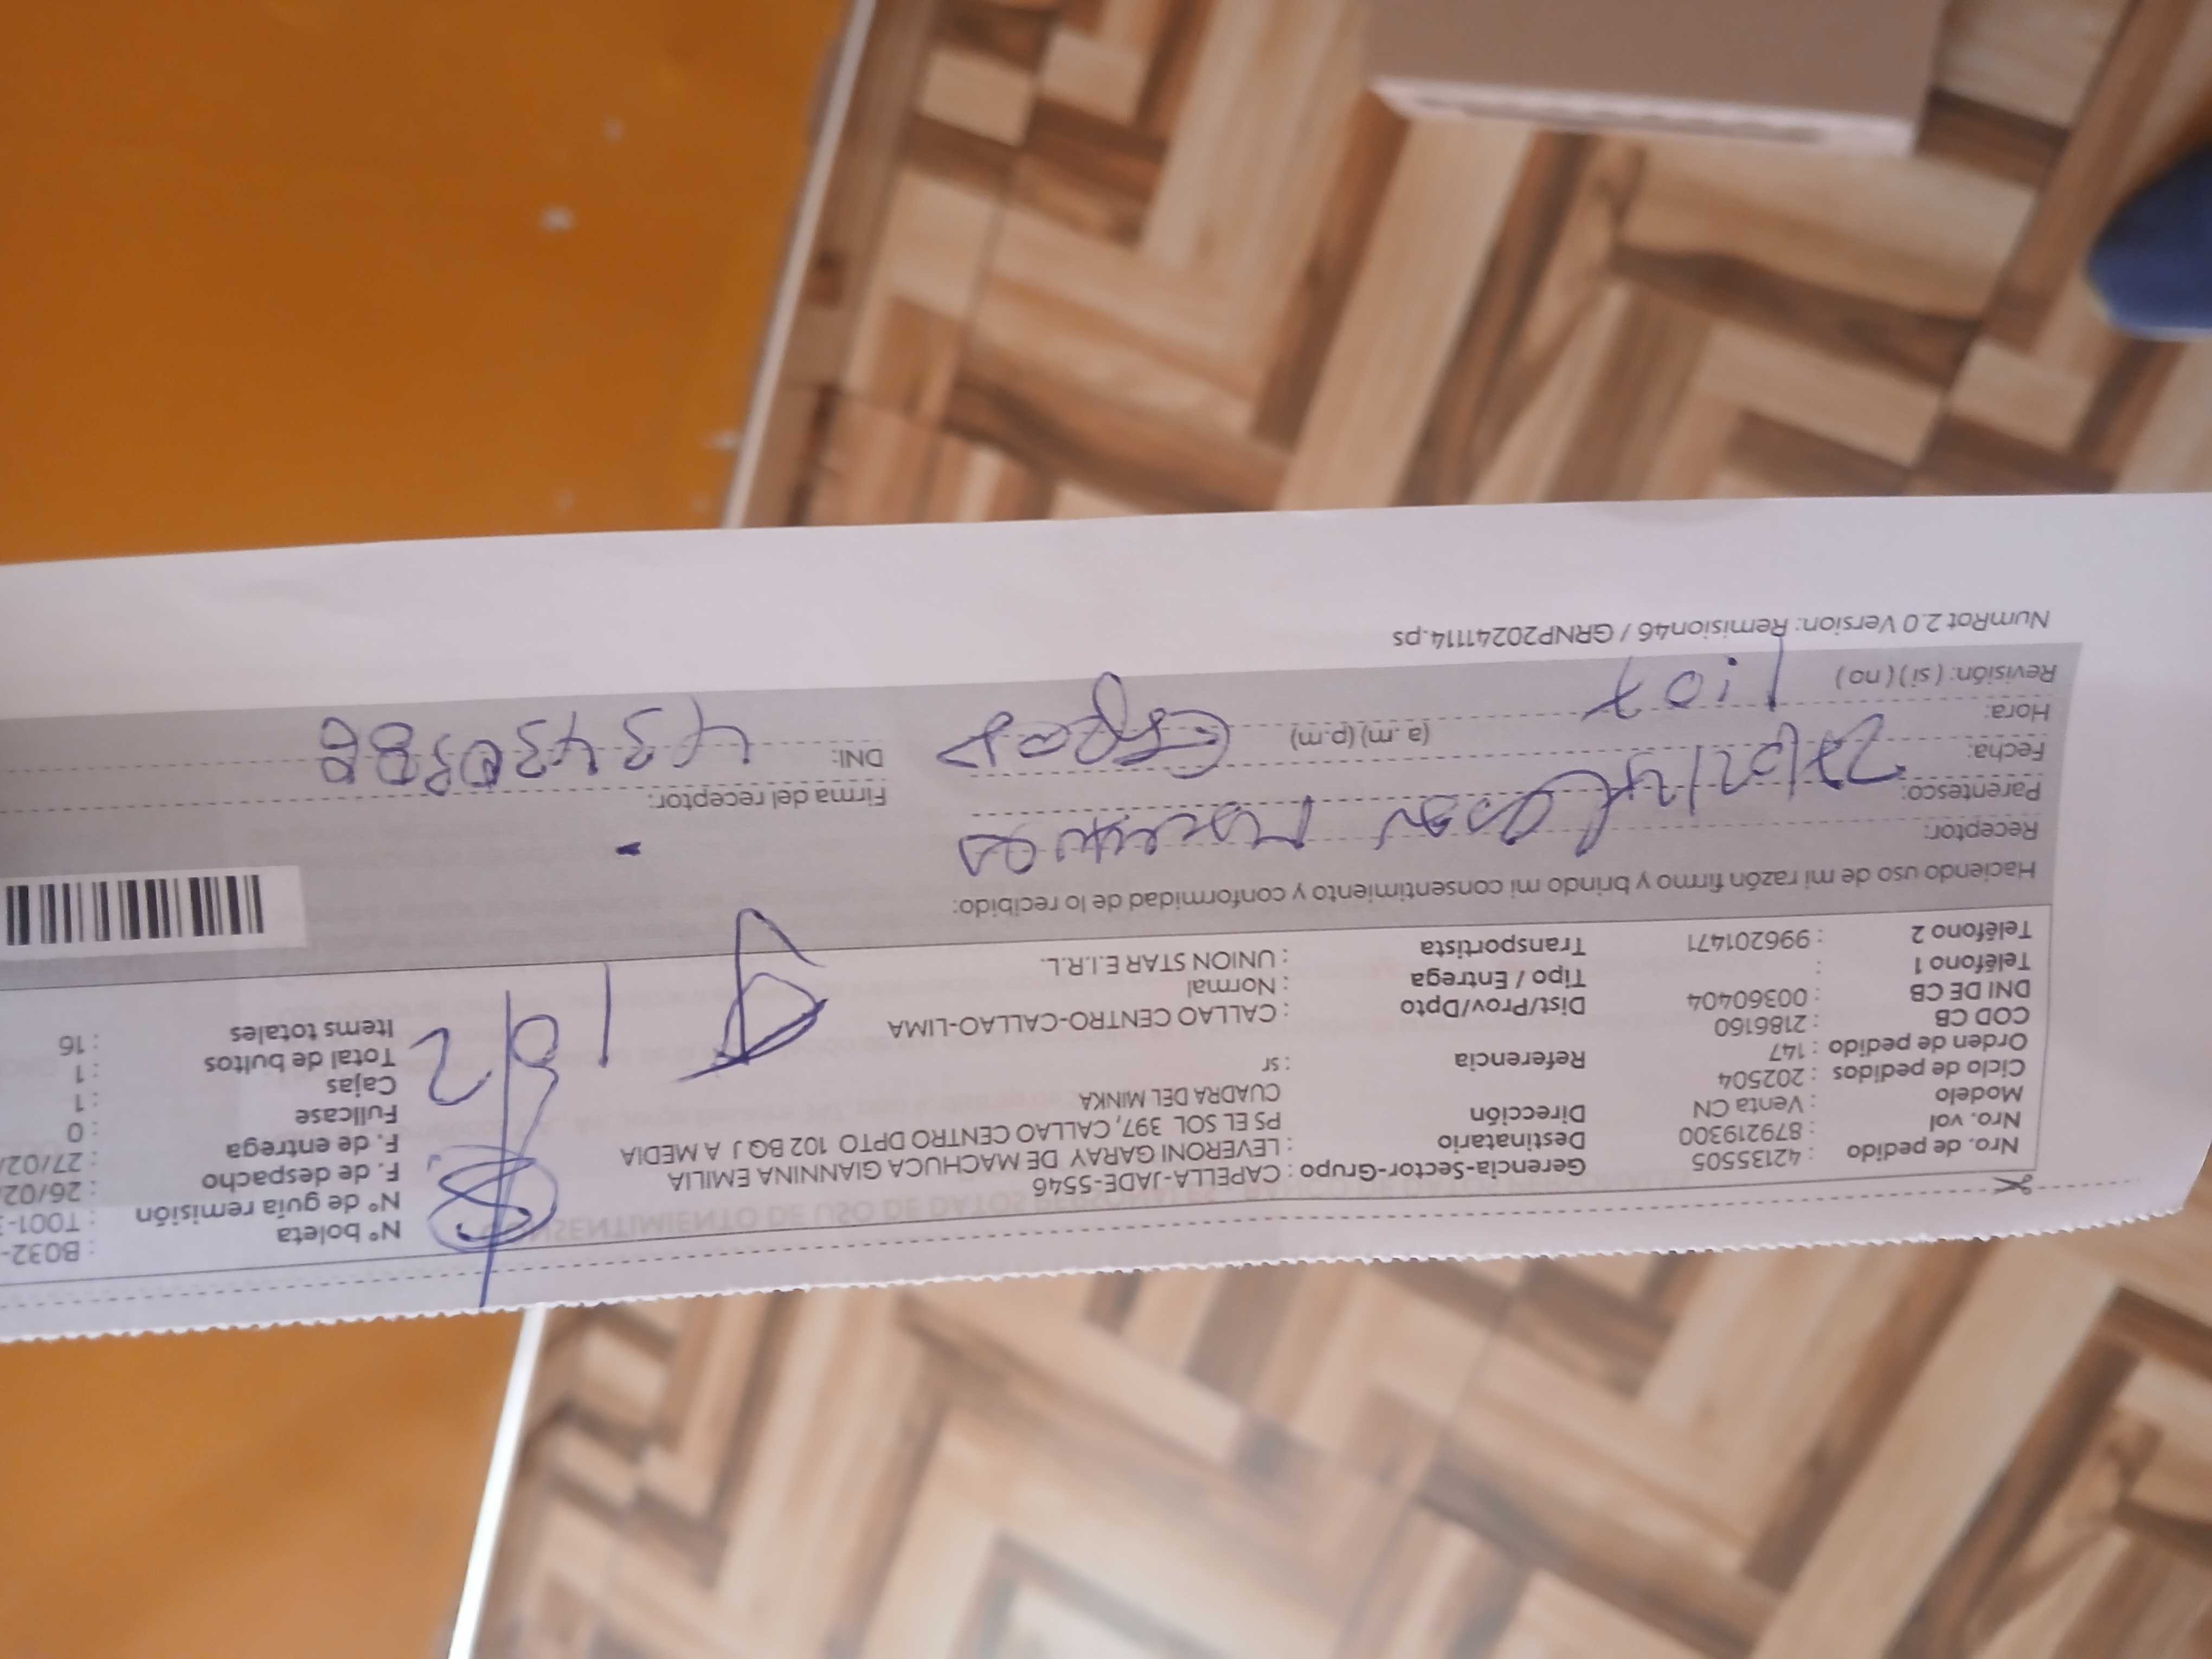 Nro. de pedido : 42135505 Gerencia-Sector-Grupo : CAPELLA-JADE-5546 N° boleta : B032-
Nro. vol : 879219300 Destinatario : LEVERONI GARAY DE MACHUCA GIANNINA EMILIA N° de guía remisión : T001-
Modelo : Venta CN Dirección PS EL SOL 397, CALLAO CENTRO DPTO 102 BQ J A MEDIA F. de despacho : 26/02/
Ciclo de pedidos : 202504 CUADRA DEL MINKA F. de entrega : 27/02/
Orden de pedido : 147 Referencia : sr Fullcase : 0
COD CB : 2186160 Cajas : 1
DNI DE CB : 00360404 Dist/Prov/Dpto : CALLAO CENTRO-CALLAO-LIMA Total de bultos : 1
Teléfono 1 : Tipo / Entrega : Normal Items totales : 16
Teléfono 2 : 996201471 Transportista : UNION STAR E.I.R.L.
Haciendo uso de mi razón firmo y brindo mi consentimiento y conformidad de lo recibido:
Receptor:
Parentesco: Firma del receptor:
Fecha: DNI: 43430388
Hora: 1:07 (a.m) (p.m)
Revisión: ( si ) ( no )
NumRot 2.0 Version: Remision46 / GRNP20241114.ps